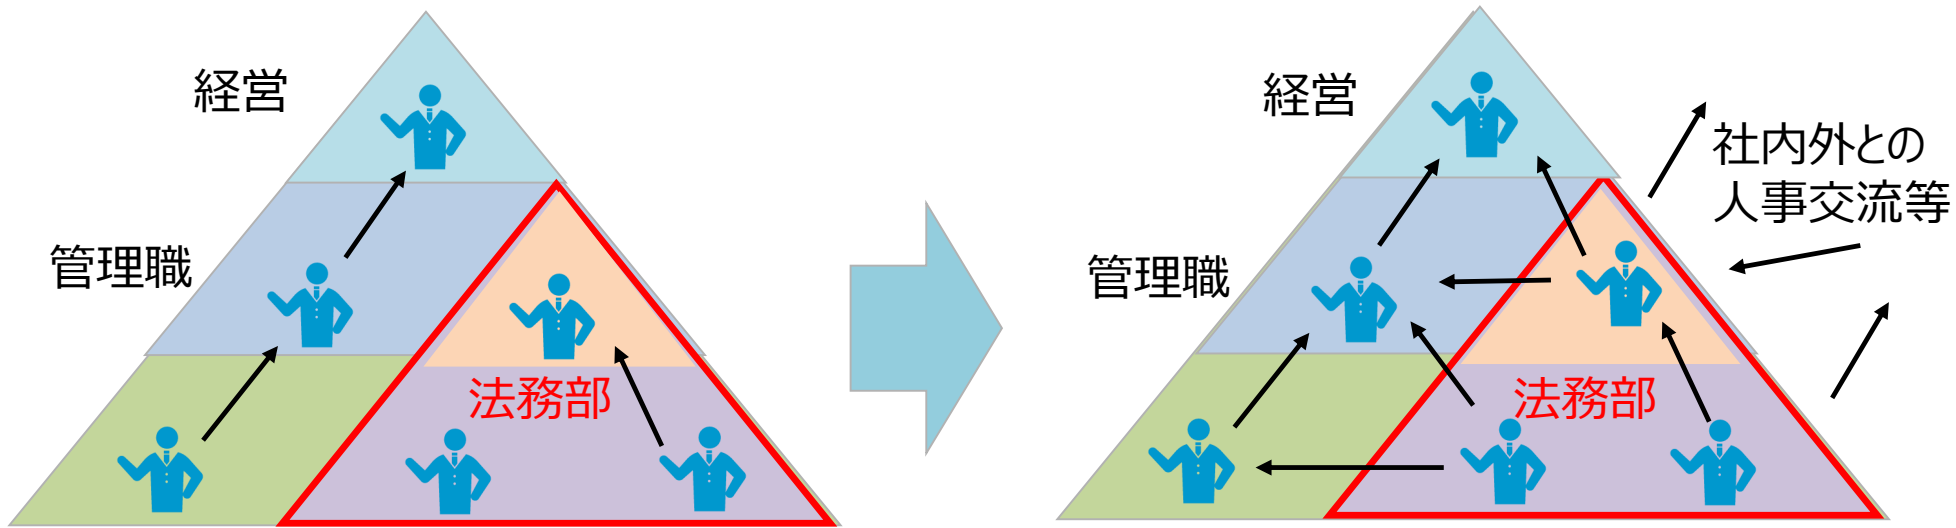 経営
管理職
法務部
経営
管理職
法務部
社内外との
人事交流等